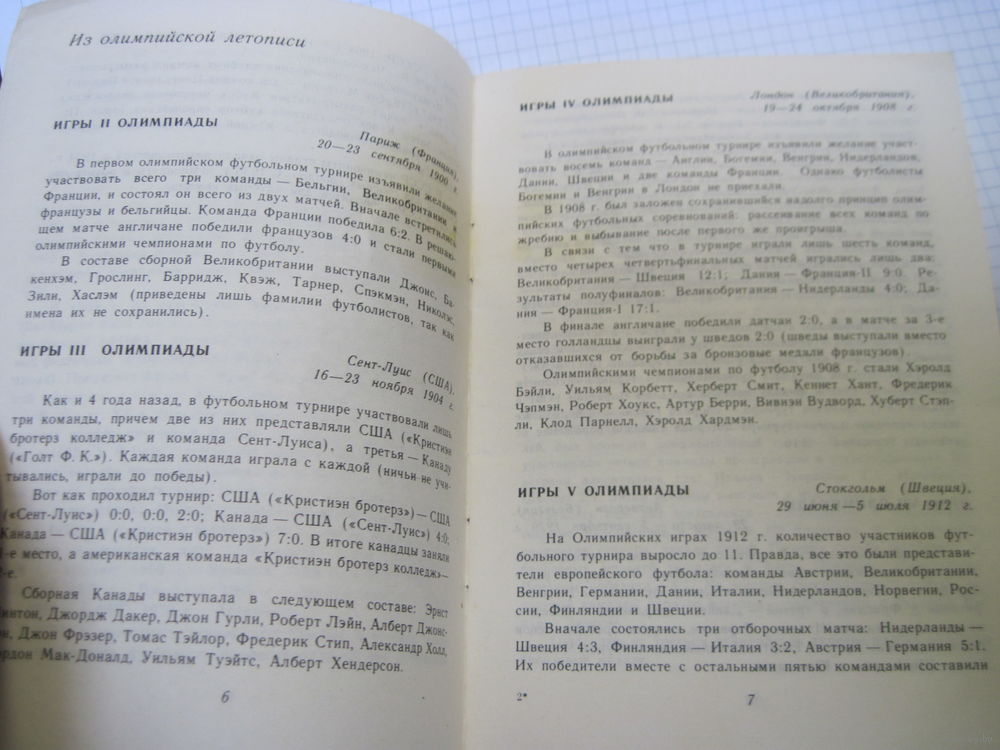 Из олимпийской летописи
ИГРЫ II ОЛИМПИАДЫ
Париж (Франция),
20—23 сентября 1900 г.
В первом олимпийском футбольном турнире изъявили желание
участвовать всего три команды — Бельгии, Великобритании и
Франции, и состоял он всего из двух матчей. Вначале встретились
французы и бельгийцы. Команда Франции победила 6:2. В решаю-
щем матче англичане победили французов 4:0 и стали первыми
олимпийскими чемпионами по футболу.
В составе сборной Великобритании выступали Джонс, Ба-
кенхэм, Грослинг, Барридж, Квэж, Тарнер, Спэкмэн, Николэс,
Зили, Хаслэм (приведены лишь фамилии футболистов, так как
имена их не сохранились).
ИГРЫ III ОЛИМПИАДЫ
Сент-Луис (США),
16—23 ноября 1904 г.
Как и 4 года назад, в футбольном турнире участвовали лишь
три команды, причем две из них представляли США («Кристиэн
бротерз колледж» и команда Сент-Луиса), а третья — Канаду
(«Голт Ф. К.»). Каждая команда играла с каждой (ничьи не учи-
тывались, играли до победы).
Вот как проходил турнир: США («Кристиэн бротерз») — США
(«Сент-Луис») 0:0, 0:0, 2:0; Канада — США («Сент-Луис») 4:0;
Канада — США («Кристиэн бротерз») 7:0. В итоге канадцы заняли
1-е место, а американская команда «Кристиэн бротерз колледж»—
2-е.
Сборная Канады выступала в следующем составе: Эрнст
Линтон, Джордж Дакер, Джон Гурли, Роберт Лэйн, Алберт Джонс-
он, Джон Фрэзер, Томас Тэйлор, Фредерик Стип, Александр Холл,
Гордон Мак-Доналд, Уильям Туэйтс, Алберт Хендерсон.
6
ИГРЫ IV ОЛИМПИАДЫ
Лондон (Великобритания),
19—24 октября 1908 г.
В олимпийском футбольном турнире изъявили желание участ-
вовать восемь команд — Англии, Богемии, Венгрии, Нидерландов,
Дании, Швеции и две команды Франции. Однако футболисты
Богемии и Венгрии в Лондон не приехали.
В 1908 г. был заложен сохранившийся надолго принцип олим-
пийских футбольных соревнований: рассеивание всех команд по
жребию и выбывание после первого же проигрыша.
В связи с тем что в турнире играли лишь шесть команд,
вместо четырех четвертьфинальных матчей игрались лишь два:
Великобритания — Швеция 12:1; Дания — Франция-II 9:0. Ре-
зультаты полуфиналов: Великобритания — Нидерланды 4:0; Да-
ния — Франция-I 17:1.
В финале англичане победили датчан 2:0, а в матче за 3-е
место голландцы выиграли у шведов 2:0 (шведы выступали вместо
отказавшихся от борьбы за бронзовые медали французов).
Олимпийскими чемпионами по футболу 1908 г. стали Хэролд
Бэйли, Уильям Корбетт, Херберт Смит, Кеннет Хант, Фредерик
Чэпмэн, Роберт Хоукс, Артур Берри, Вивиэн Вудворд, Хуберт Стэп-
ли, Клод Парнелл, Хэролд Хардмэн.
ИГРЫ V ОЛИМПИАДЫ
Стокгольм (Швеция),
29 июня—5 июля 1912 г.
На Олимпийских играх 1912 г. количество участников фут-
больного турнира выросло до 11. Правда, все это были представи-
тели европейского футбола: команды Австрии, Великобритании,
Венгрии, Германии, Дании, Италии, Нидерландов, Норвегии, Рос-
сии, Финляндии и Швеции.
Вначале состоялись три отборочных матча: Нидерланды —
Швеция 4:3, Финляндия — Италия 3:2, Австрия — Германия 5:1.
Их победители вместе с остальными пятью командами составили
2*
7